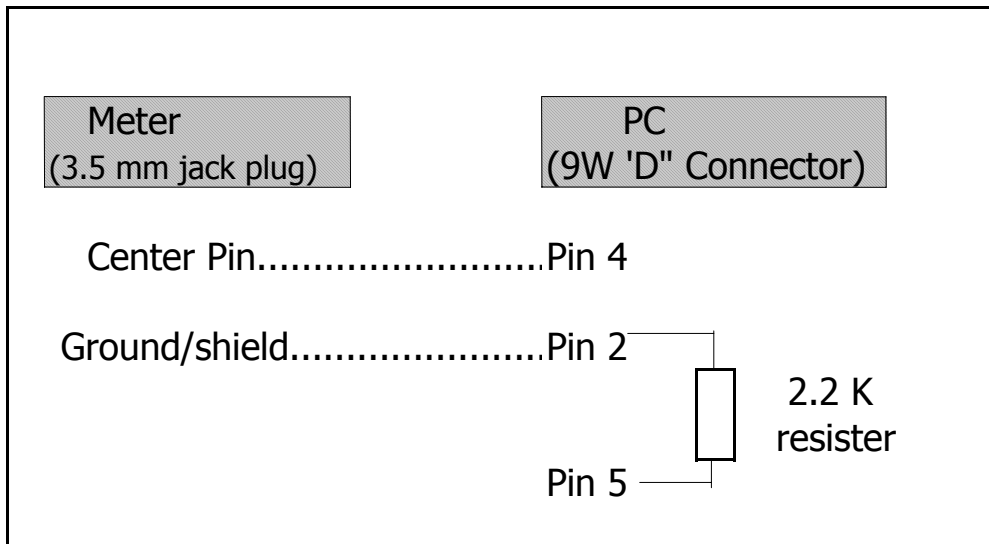 Meter
(3.5 mm jack plug)
PC
(9W 'D" Connector)
Center Pin..........................Pin 4
Ground/shield.......................Pin 2
2.2 K
resister
Pin 5